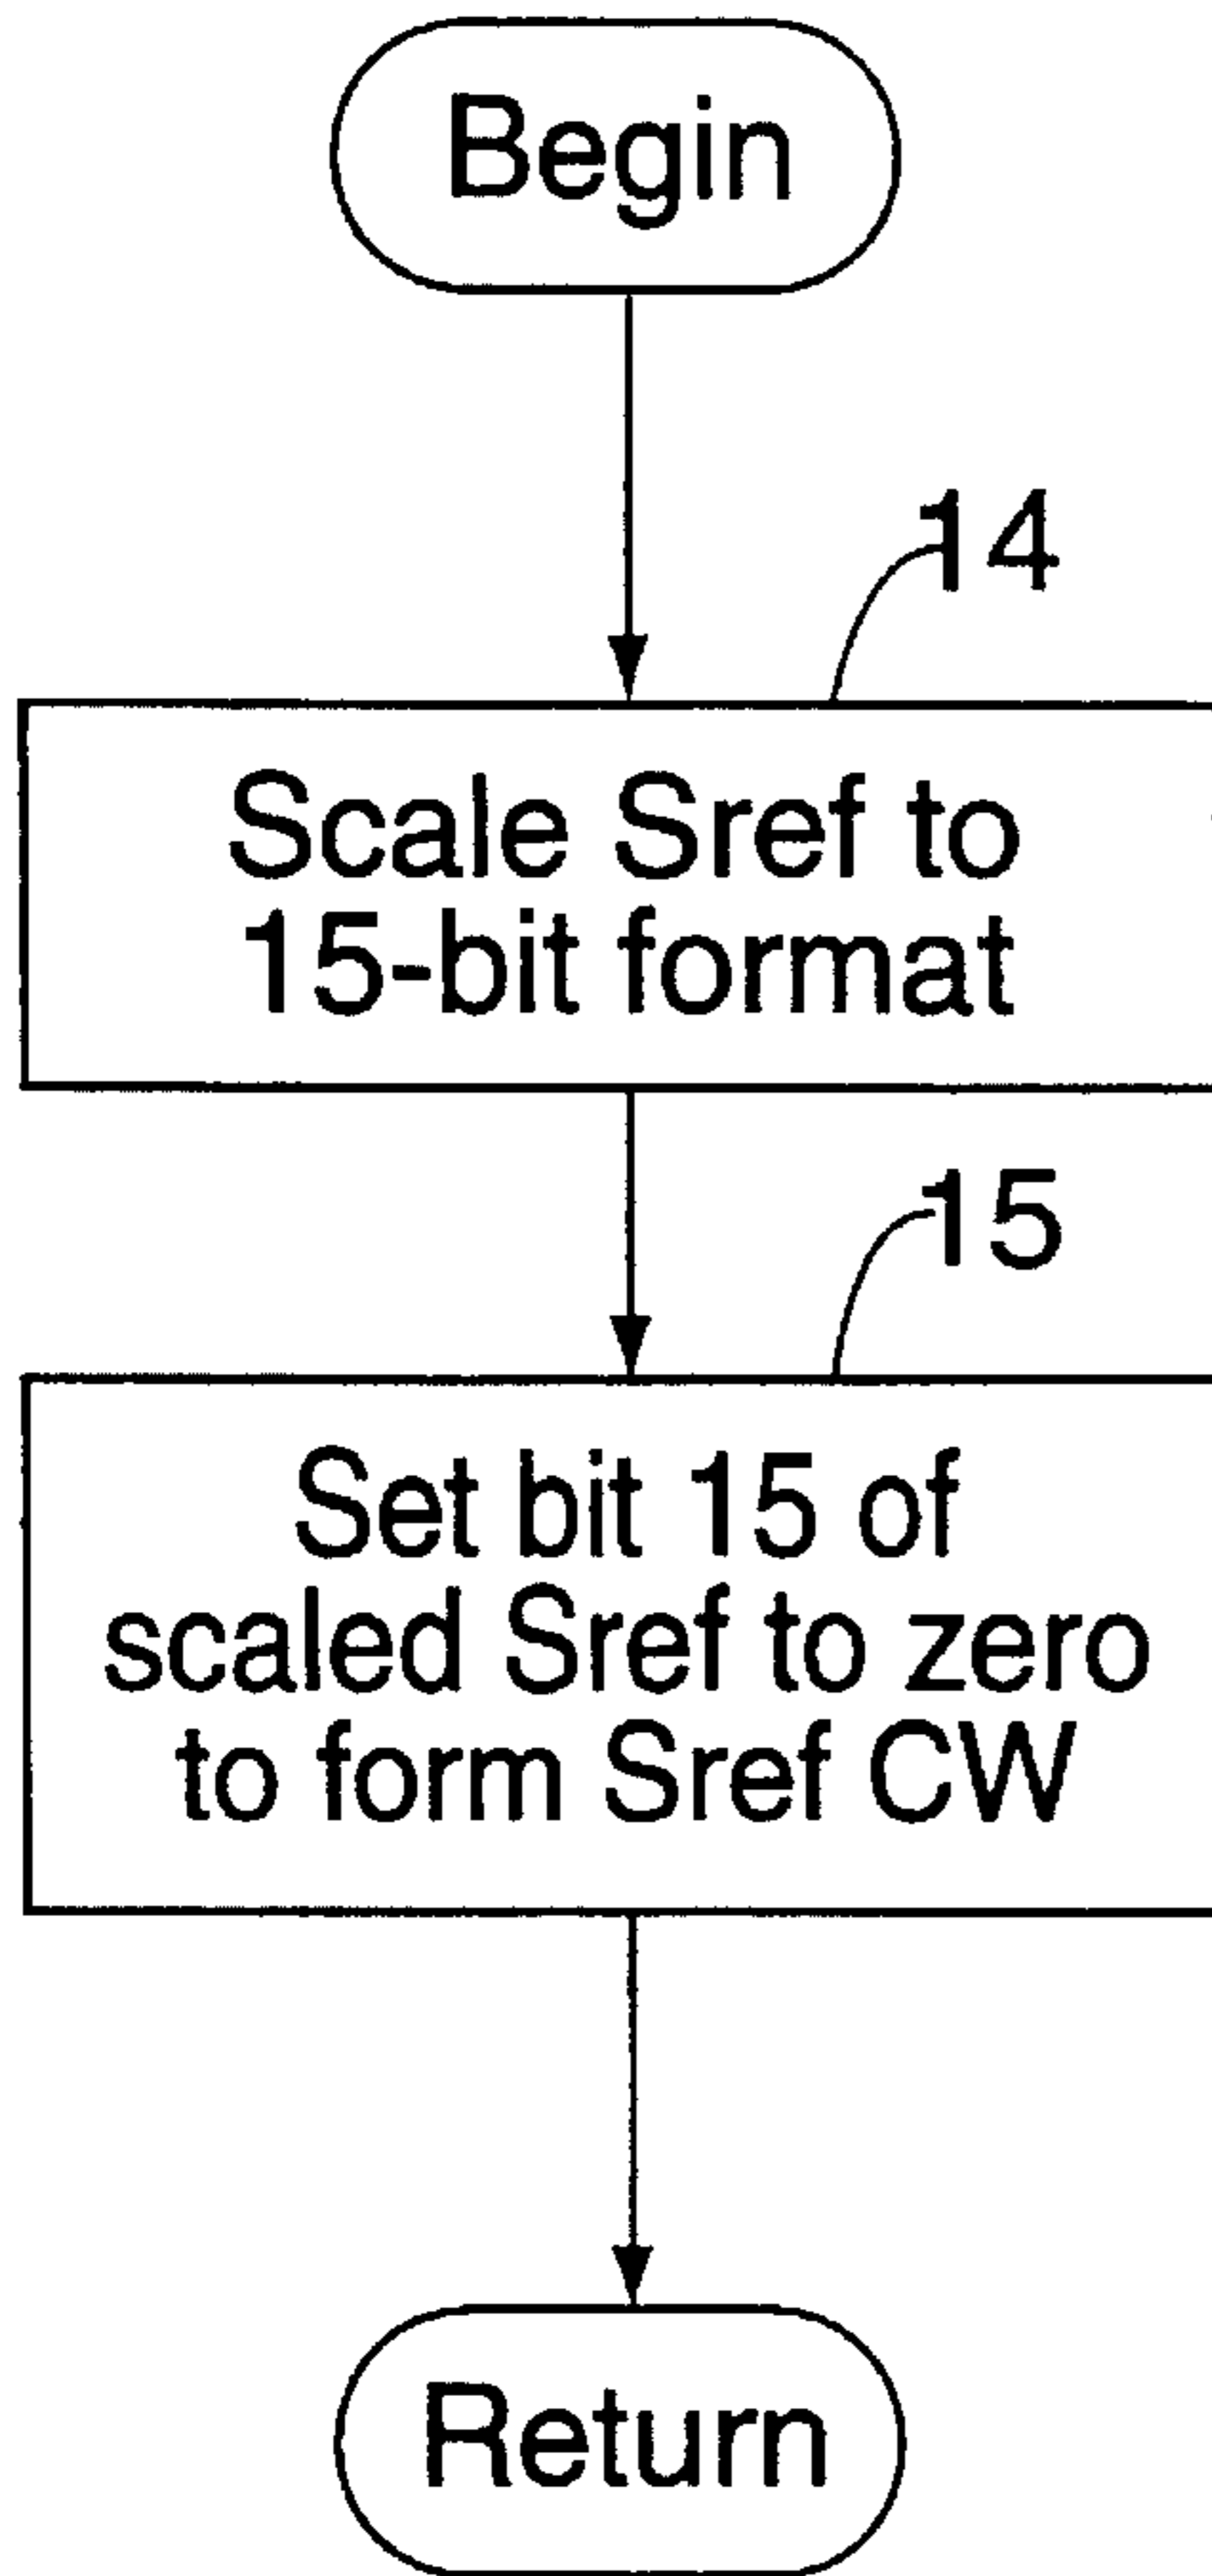 Begin
14
Scale Sref to
15-bit format
15
Set bit 15 of
scaled Sref to zero
to form Sref CW
Return